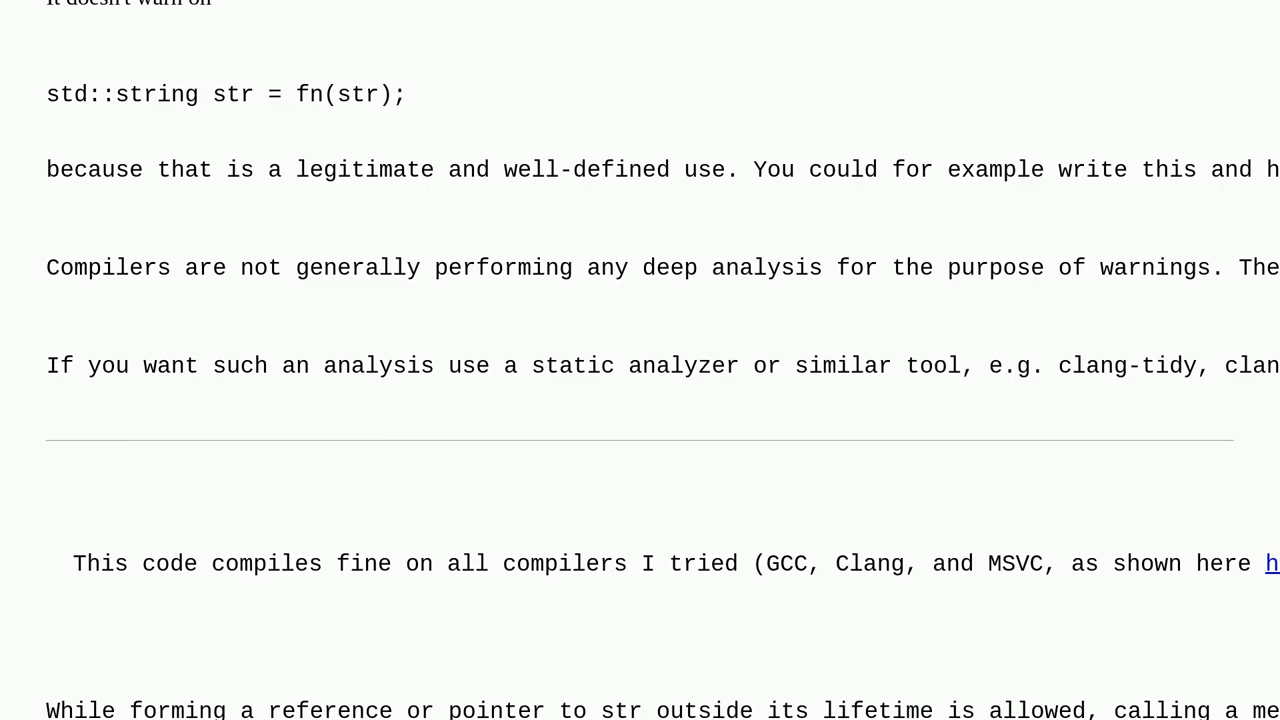 It doesn't warn on
std::string str = fn(str);
because that is a legitimate and well-defined use. You could for example write this and h
Compilers are not generally performing any deep analysis for the purpose of warnings. The
If you want such an analysis use a static analyzer or similar tool, e.g. clang-tidy, clan
This code compiles fine on all compilers I tried (GCC, Clang, and MSVC, as shown here h
While forming a reference or pointer to str outside its lifetime is allowed, calling a me